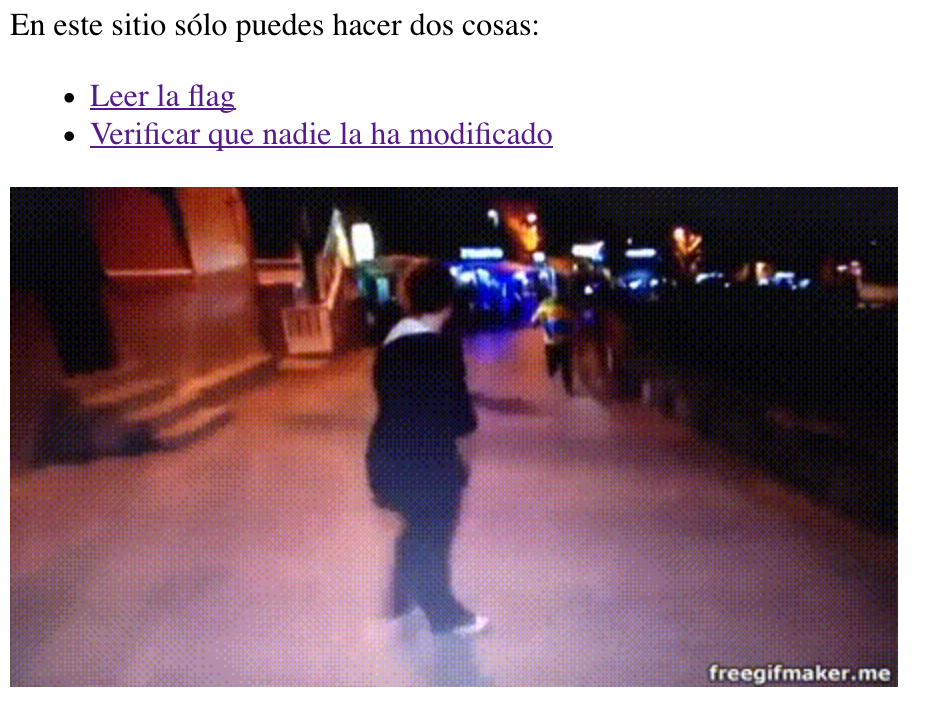 En este sitio sólo puedes hacer dos cosas:
Leer la flag
Verificar que nadie la ha modificado
freegifmaker.me